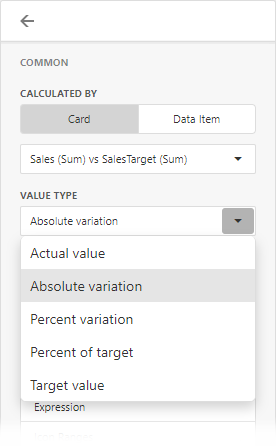 COMMON
CALCULATED BY
Card Data Item
Sales (Sum) vs SalesTarget (Sum)
VALUE TYPE
Absolute variation
Actual value
Absolute variation
Percent variation
Percent of target
Target value
Expression